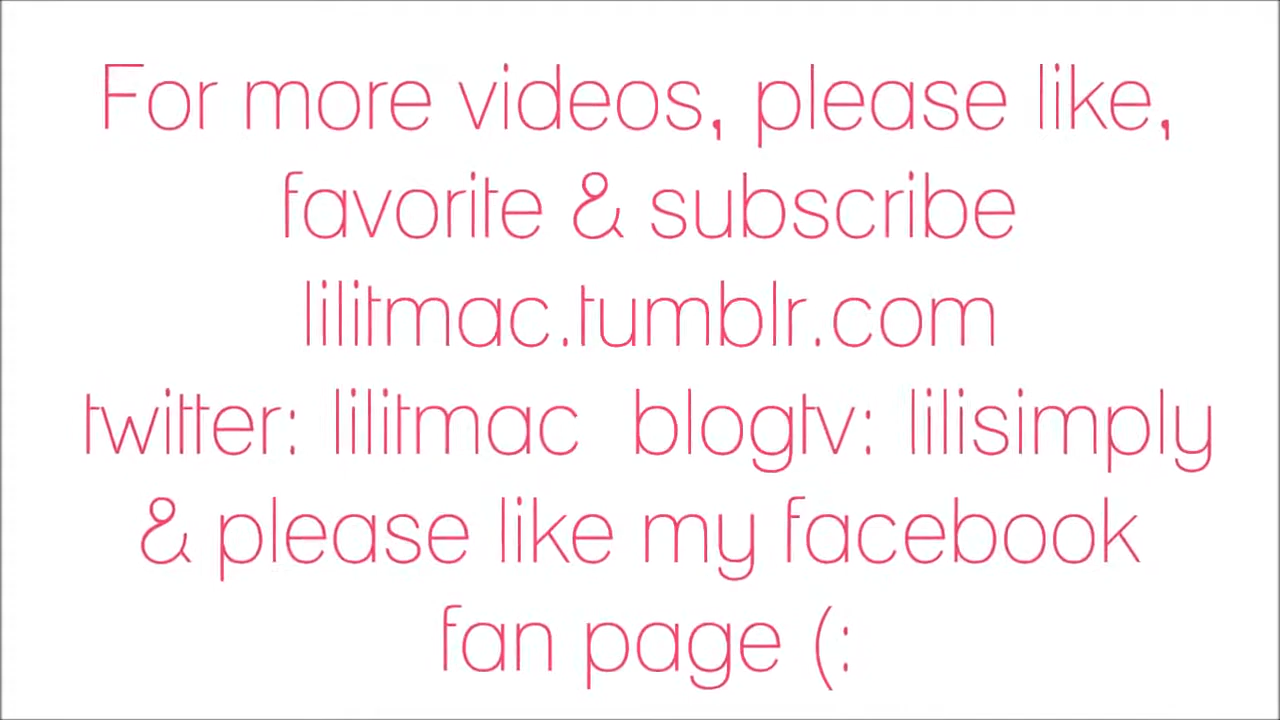 For more videos, please like,
favorite & subscribe
lilitmac.tumblr.com
twitter: lilitmac  blogtv: lilisimply
& please like my facebook
fan page (: